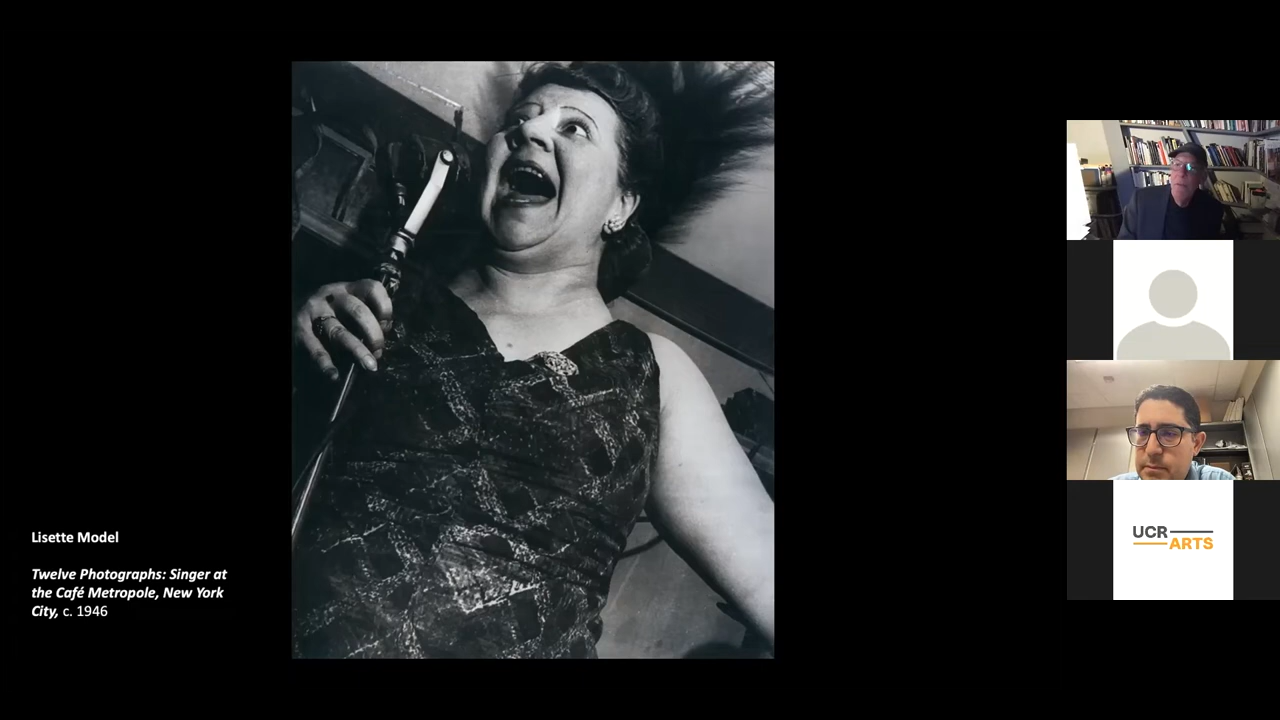 Lisette Model
Twelve Photographs: Singer at
the Café Metropole, New York
City, c. 1946
UCR
ARTS